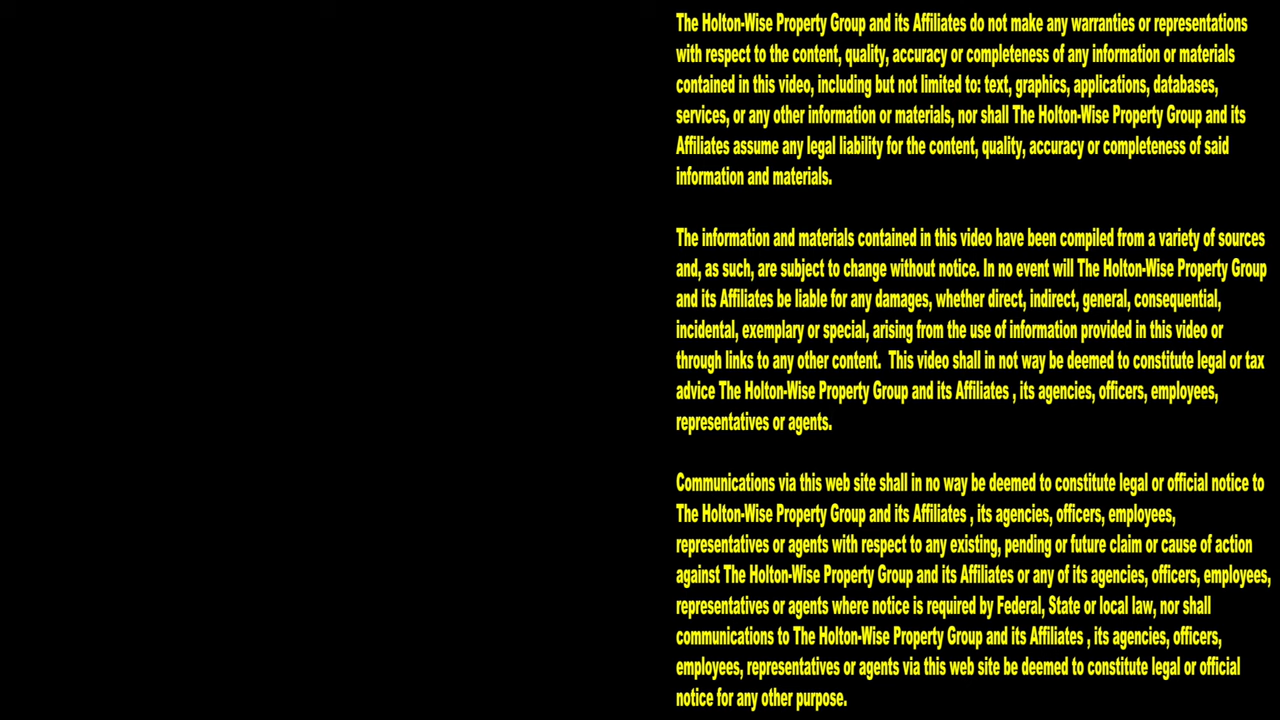 The Holton-Wise Property Group and its Affiliates do not make any warranties or representations
with respect to the content, quality, accuracy or completeness of any information or materials
contained in this video, including but not limited to: text, graphics, applications, databases,
services, or any other information or materials, nor shall The Holton-Wise Property Group and its
Affiliates assume any legal liability for the content, quality, accuracy or completeness of said
information and materials.
The information and materials contained in this video have been compiled from a variety of sources
and, as such, are subject to change without notice. In no event will The Holton-Wise Property Group
and its Affiliates be liable for any damages, whether direct, indirect, general, consequential,
incidental, exemplary or special, arising from the use of information provided in this video or
through links to any other content.  This video shall in not way be deemed to constitute legal or tax
advice The Holton-Wise Property Group and its Affiliates , its agencies, officers, employees,
representatives or agents.
Communications via this web site shall in no way be deemed to constitute legal or official notice to
The Holton-Wise Property Group and its Affiliates , its agencies, officers, employees,
representatives or agents with respect to any existing, pending or future claim or cause of action
against The Holton-Wise Property Group and its Affiliates or any of its agencies, officers, employees,
representatives or agents where notice is required by Federal, State or local law, nor shall
communications to The Holton-Wise Property Group and its Affiliates , its agencies, officers,
employees, representatives or agents via this web site be deemed to constitute legal or official
notice for any other purpose.